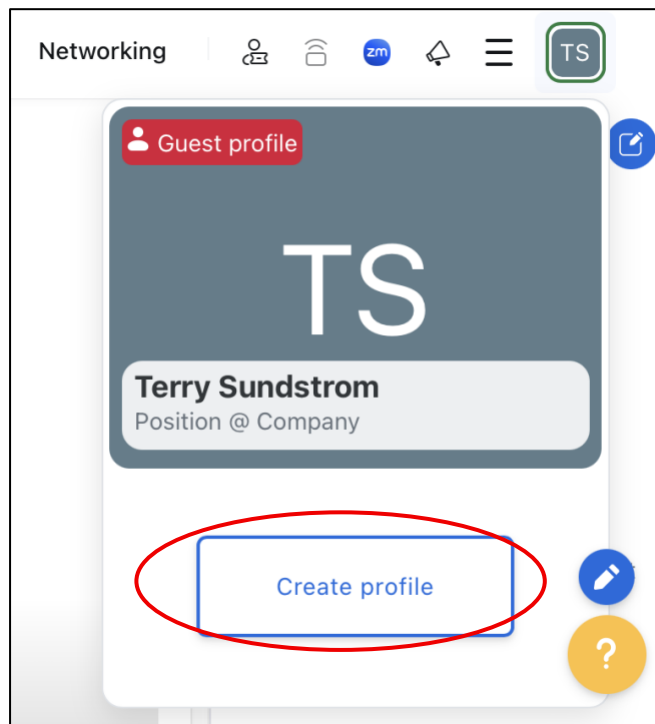 Networking
zm
TS
Guest profile
TS
Terry Sundstrom
Position @ Company
Create profile
?